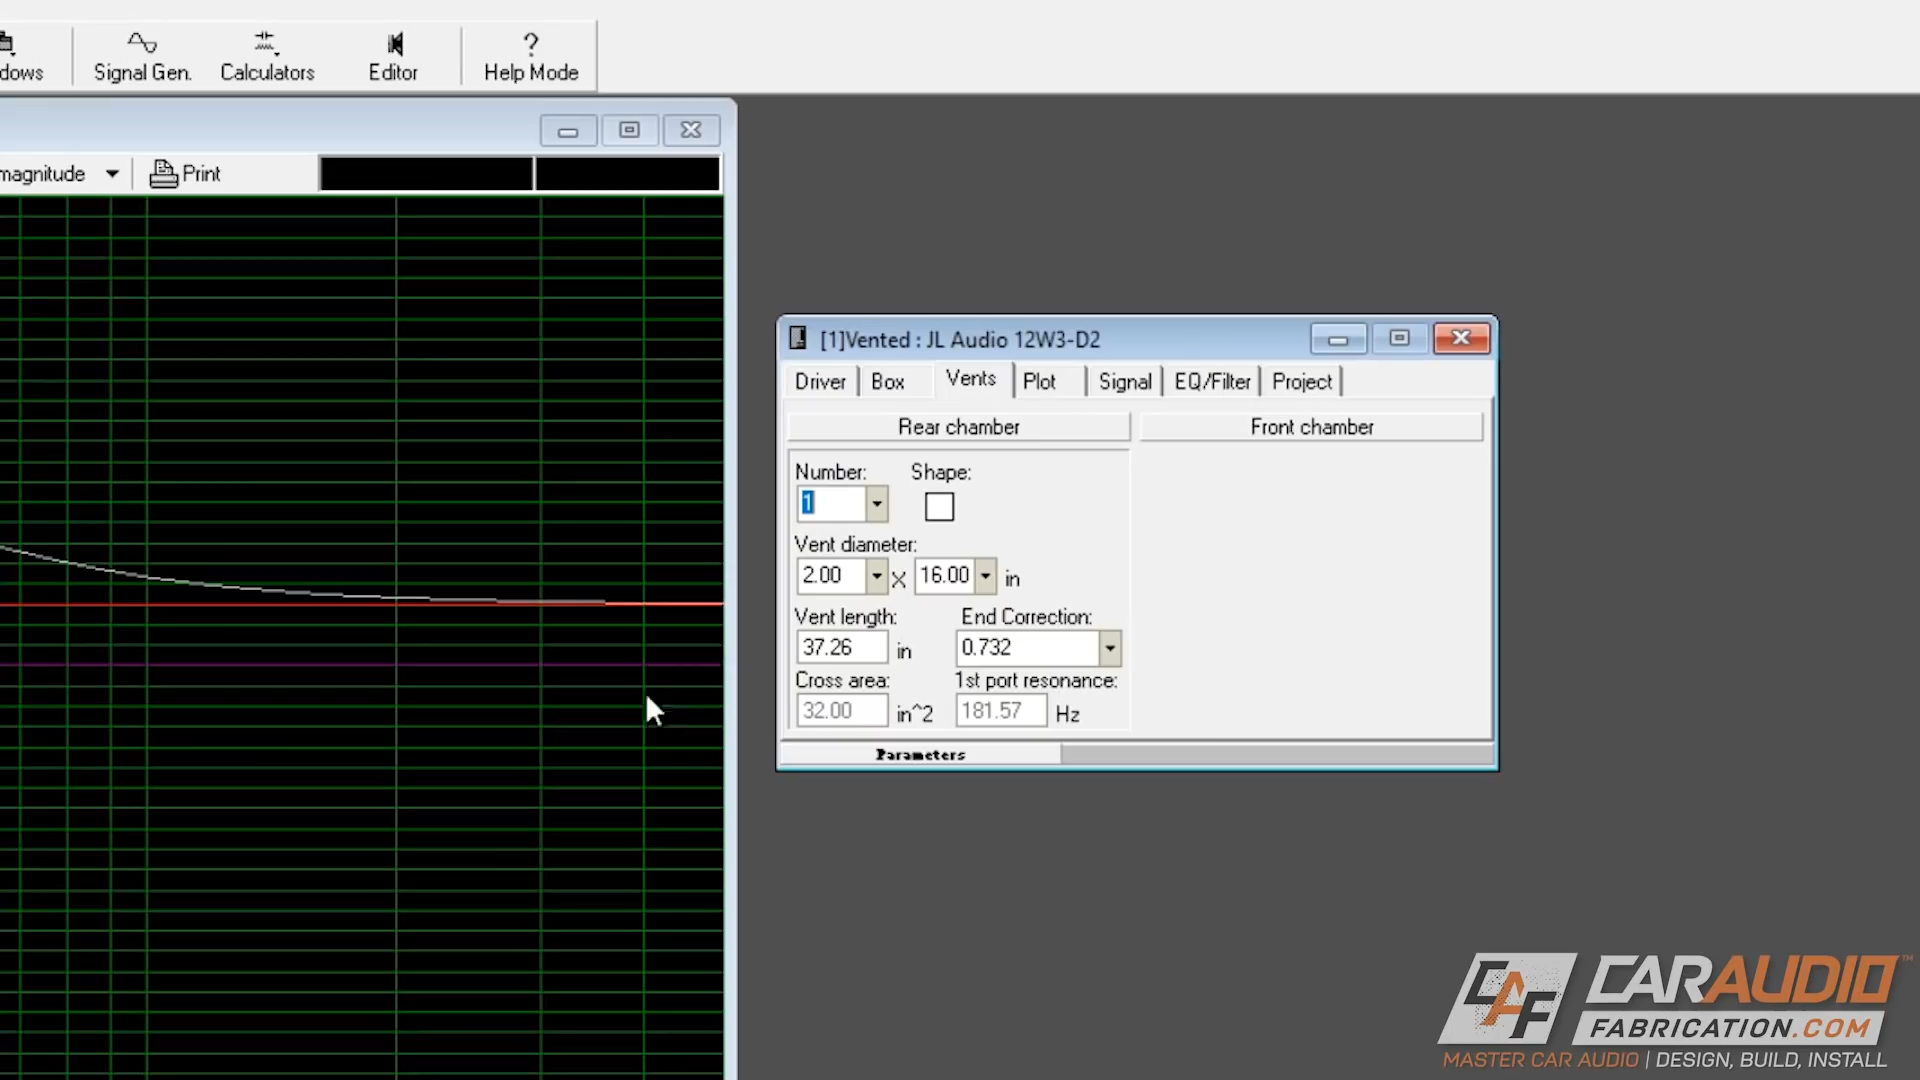 dows
Signal Gen.
Calculators
Editor
?
Help Mode
magnitude
Print
[1]Vented : JL Audio 12W3-D2
Driver
Box
Vents
Plot
Signal
EQ/Filter
Project
Rear chamber
Front chamber
Number:
Shape:
1
Vent diameter:
2.00 X 16.00 in
Vent length:
End Correction:
37.26 in
0.732
Cross area:
1st port resonance:
32.00 in^2
181.57 Hz
Parameters
CAF
CARAUDIO™
FABRICATION.COM
MASTER CAR AUDIO | DESIGN, BUILD, INSTALL